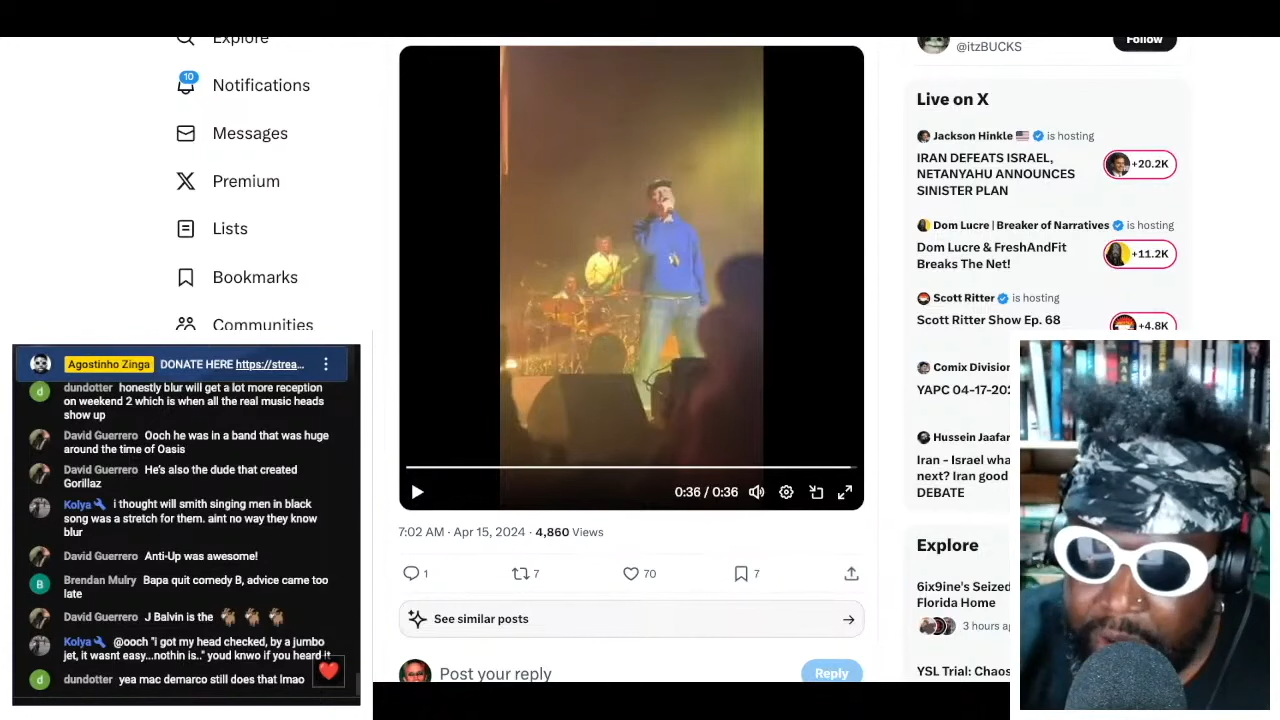 Explore
10
Notifications
Messages
Premium
Lists
Bookmarks
Communities
0:36 / 0:36
7:02 AM · Apr 15, 2024 · 4,860 Views
1
7
70
7
See similar posts
Post your reply
Reply
@itzBUCKS
Follow
Live on X
Jackson Hinkle is hosting
IRAN DEFEATS ISRAEL,
NETANYAHU ANNOUNCES
SINISTER PLAN
+20.2K
Dom Lucre | Breaker of Narratives is hosting
Dom Lucre & FreshAndFit
Breaks The Net!
+11.2K
Scott Ritter is hosting
Scott Ritter Show Ep. 68
+4.8K
Comix Division
YAPC 04-17-202
Hussein Jaafar
Iran - Israel wha
next? Iran good
DEBATE
Explore
6ix9ine's Seized
Florida Home
3 hours ag
YSL Trial: Chaos
Agostinho Zinga DONATE HERE https://strea...
dundotter honestly blur will get a lot more reception
on weekend 2 which is when all the real music heads
show up
David Guerrero Ooch he was in a band that was huge
around the time of Oasis
David Guerrero He's also the dude that created
Gorillaz
Kolya i thought will smith singing men in black
song was a stretch for them. aint no way they know
blur
David Guerrero Anti-Up was awesome!
Brendan Mulry Bapa quit comedy B, advice came too
late
David Guerrero J Balvin is the
Kolya @ooch "i got my head checked, by a jumbo
jet, it wasnt easy...nothin is.." youd knwo if you heard it
dundotter yea mac demarco still does that lmao